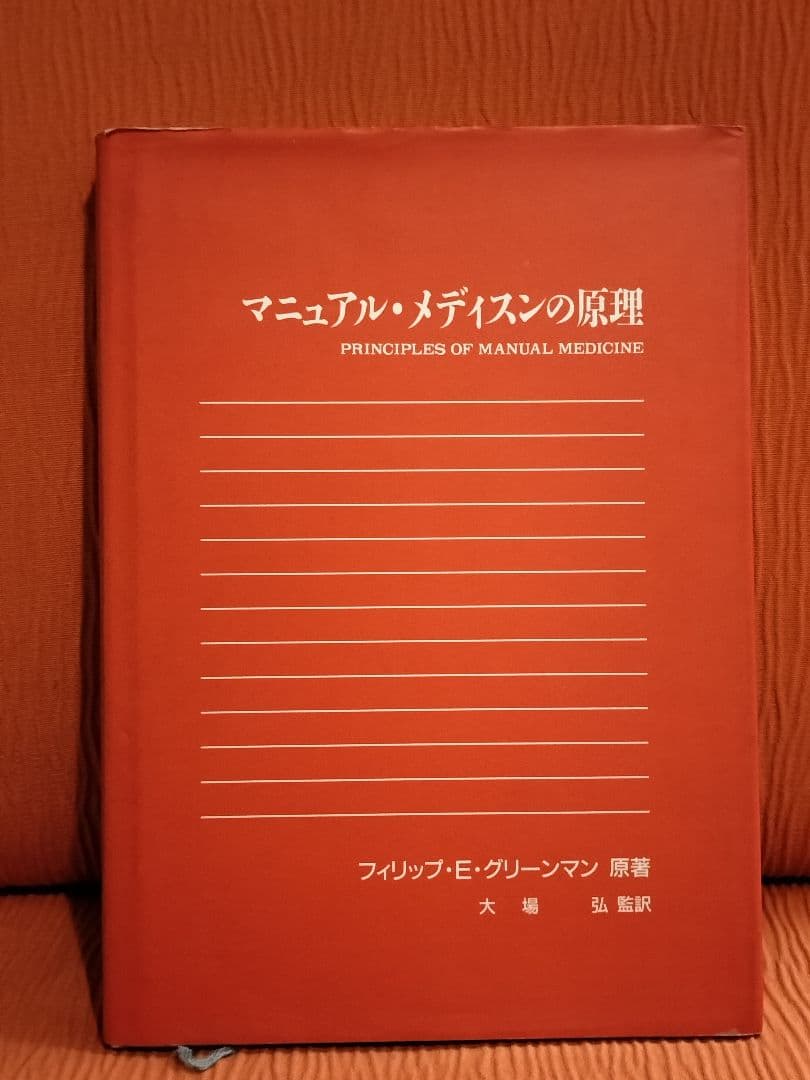 マニュアル・メディスンの原理
PRINCIPLES OF MANUAL MEDICINE
フィリップ・E・グリーンマン 原著
大場 弘 監訳